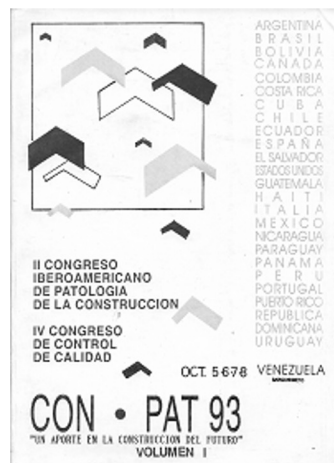 ARGENTINA
BRASIL
BOLIVIA
CAÑADA
COLOMBIA
COSTA RICA
CUBA
CHILE
ECUADOR
ESPAÑA
EL SALVADOR
ESTADOS UNIDOS
GUATEMALA
HAITI
ITALIA
MEXICO
NICARAGUA
PARAGUAY
PANAMA
PERU
PORTUGAL
PUERTO RICO
REPUBLICA
DOMINICANA
URUGUAY
VENEZUELA
II CONGRESO
IBEROAMERICANO
DE PATOLOGIA
DE LA CONSTRUCCION
IV CONGRESO
DE CONTROL
DE CALIDAD
OCT. 5-6-7-8
CON • PAT 93
"UN APORTE EN LA CONSTRUCCION DEL FUTURO"
VOLUMEN I